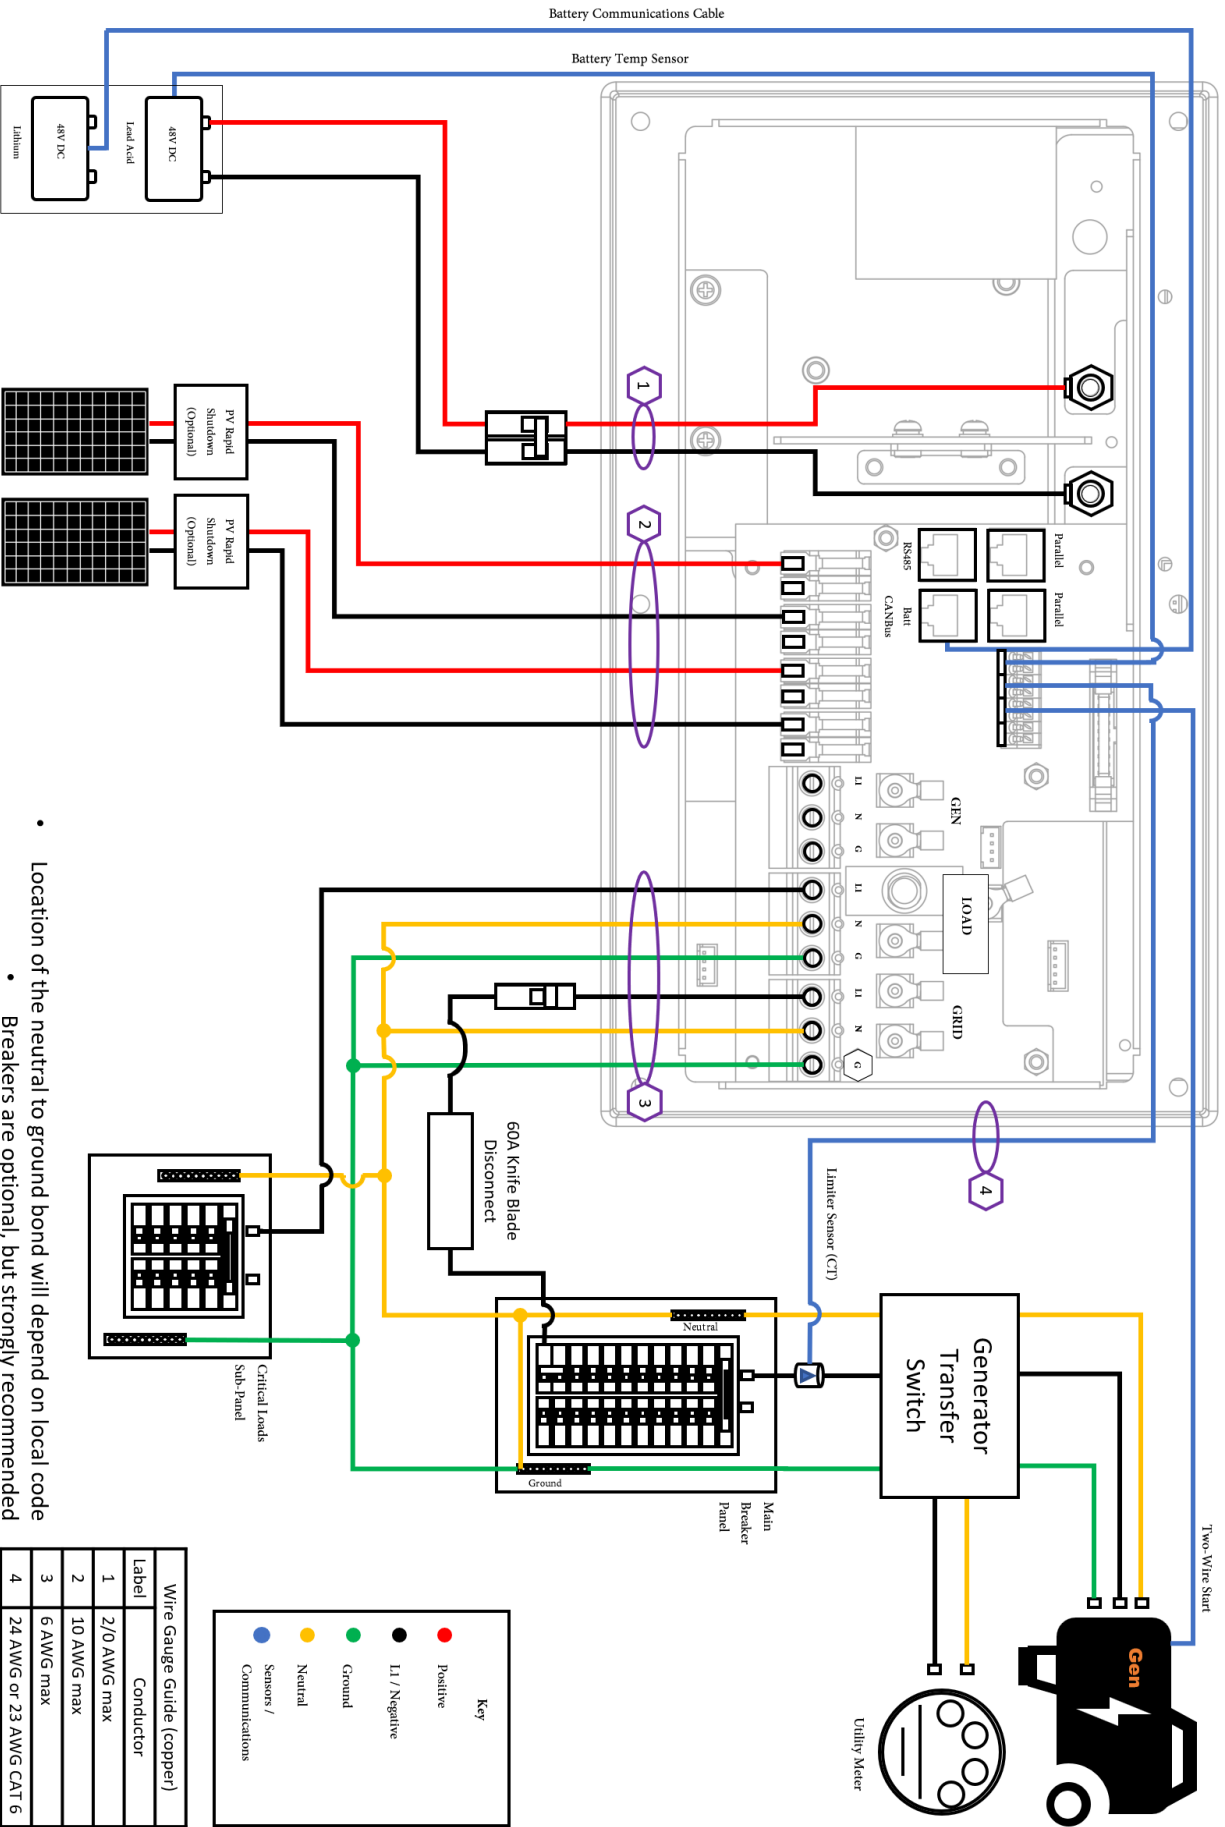 Battery Communications Cable
Battery Temp Sensor
48V DC
Lead Acid
48V DC
Lithium
PV Rapid
Shutdown
(Optional)
PV Rapid
Shutdown
(Optional)
1
2
3
4
Parallel
Parallel
RS485
Batt
CANBus
L1
N
G
GEN
L1
N
G
LOAD
L1
N
G
GRID
60A Knife Blade
Disconnect
Limiter Sensor (CT)
Generator
Transfer
Switch
Two-Wire Start
Gen
Utility Meter
Neutral
Ground
Main
Breaker
Panel
Critical Loads
Sub-Panel
• Location of the neutral to ground bond will depend on local code
• Breakers are optional, but strongly recommended
Key
Positive
L1 / Negative
Ground
Neutral
Sensors /
Communications
Wire Gauge Guide (copper)
Label Conductor
1 2/0 AWG max
2 10 AWG max
3 6 AWG max
4 24 AWG or 23 AWG CAT 6